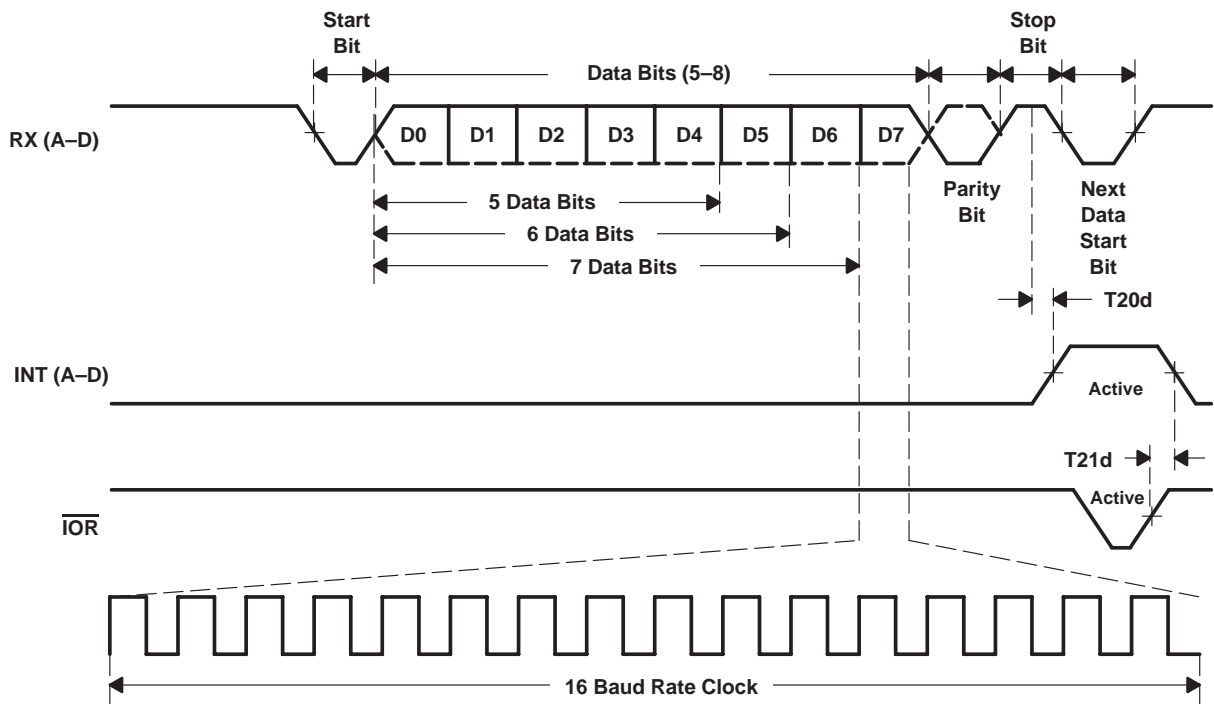 Start
Bit
Stop
Bit
Data Bits (5–8)
RX (A–D)
D0 D1 D2 D3 D4 D5 D6 D7
Parity
Bit
Next
Data
Start
Bit
5 Data Bits
6 Data Bits
7 Data Bits
T20d
INT (A–D)
Active
T21d
Active
IOR
16 Baud Rate Clock